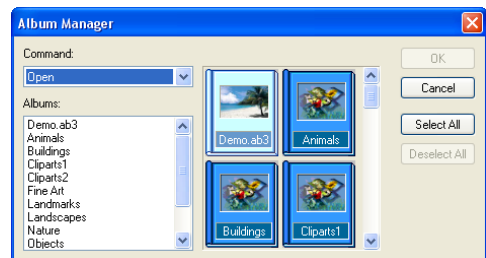 Album Manager
Command:
Open
Albums:
Demo.ab3
Animals
Buildings
Cliparts1
Cliparts2
Fine Art
Landmarks
Landscapes
Nature
Objects
Demo.ab3
Animals
Buildings
Cliparts1
OK
Cancel
Select All
Deselect All